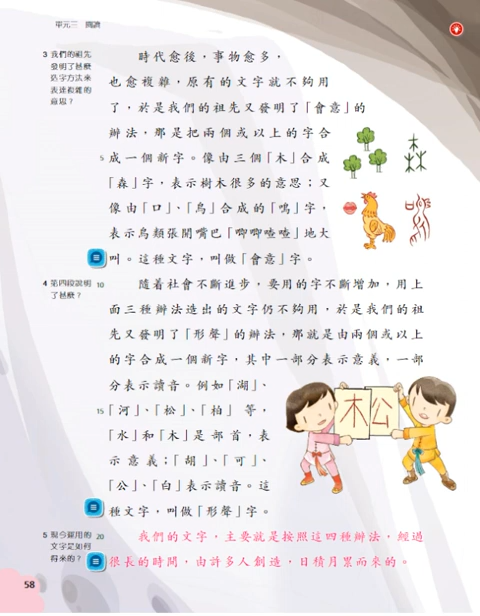 單元三 閱讀
3 我們的祖先
發明了甚麼
造字方法來
表達複雜的
意思？
時代愈後，事物愈多，
也愈複雜，原有的文字就不夠用
了，於是我們的祖先又發明了「會意」的
辦法，那是把兩個或以上的字合
5 成一個新字。像由三個「木」合成
「森」字，表示樹木很多的意思；又
像由「口」、「鳥」合成的「鳴」字，
表示鳥類張開嘴巴「唧唧喳喳」地大
叫。這種文字，叫做「會意」字。
4 第四段說明
了甚麼？
10 隨着社會不斷進步，要用的字不斷增加，用上
面三種辦法造出的文字仍不夠用，於是我們的祖
先又發明了「形聲」的辦法，那就是由兩個或以上
的字合成一個新字，其中一部分表示意義，一部
分表示讀音。例如「湖」、
15 「河」、「松」、「柏」等，
「水」和「木」是部首，表
示意義；「胡」、「可」、
「公」、「白」表示讀音。這
種文字，叫做「形聲」字。
木公
5 現今運用的
文字是如何
得來的？
20 我們的文字，主要就是按照這四種辦法，經過
很長的時間，由許多人創造，日積月累而來的。
58